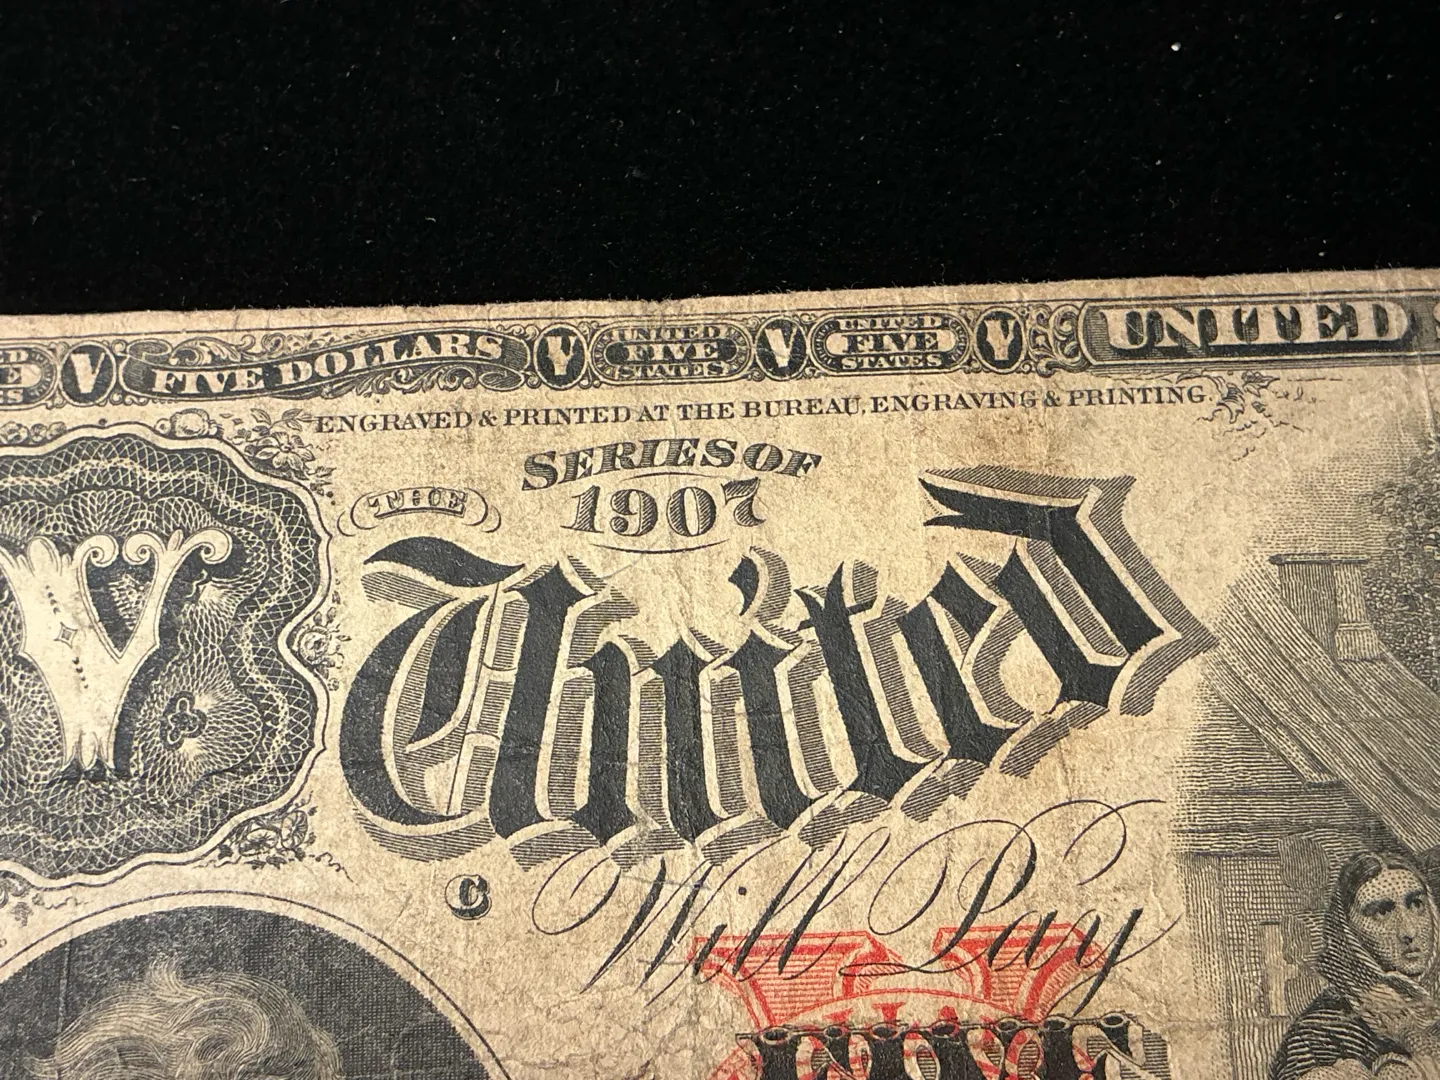 V FIVE DOLLARS V UNITED FIVE STATES V UNITED FIVE STATES V UNITED
ENGRAVED & PRINTED AT THE BUREAU, ENGRAVING & PRINTING.
SERIES OF
1907
THE
V
United
C
Will Pay
V
FIVE